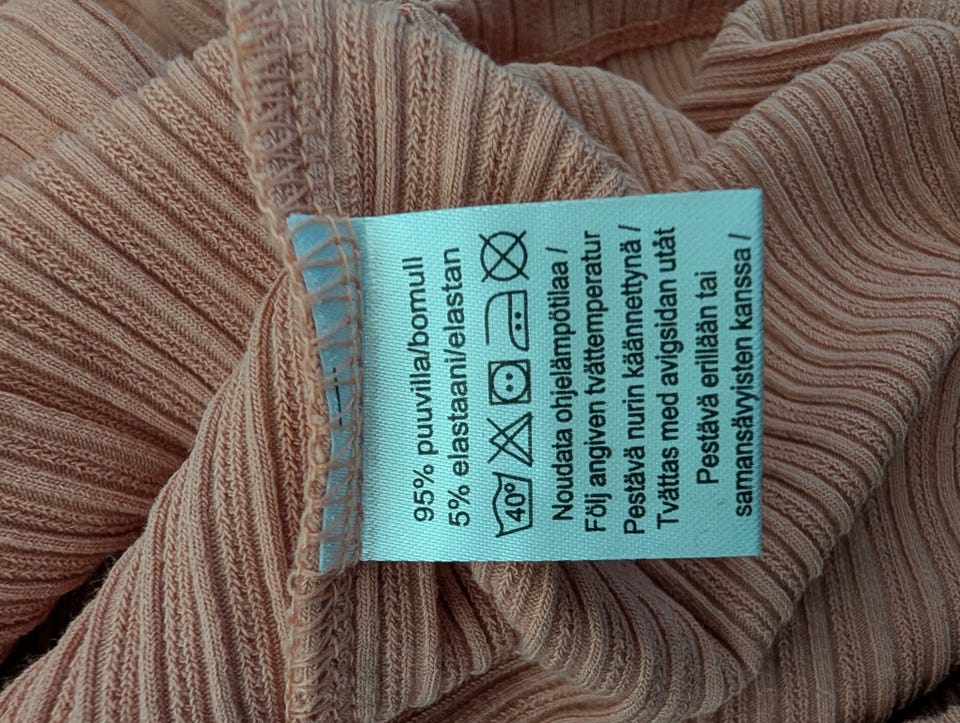 95% puuvilla/bomull
5% elastaani/elastan
40°
Noudata ohjelämpötilaa /
Följ angiven tvättemperatur
Pestävä nurin käännettynä /
Tvättas med avigsidan utåt
Pestävä erillään tai
samansävyisten kanssa /